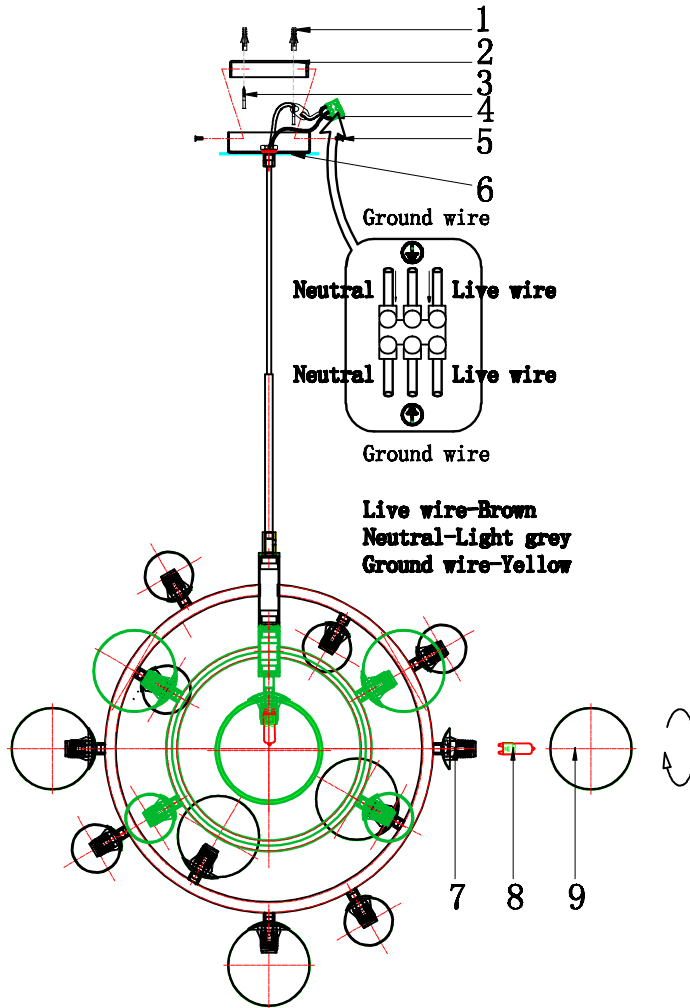 1
2
3
4
5
6
Ground wire
Neutral Live wire
Neutral Live wire
Ground wire
Live wire-Brown
Neutral-Light grey
Ground wire-Yellow
7 8 9